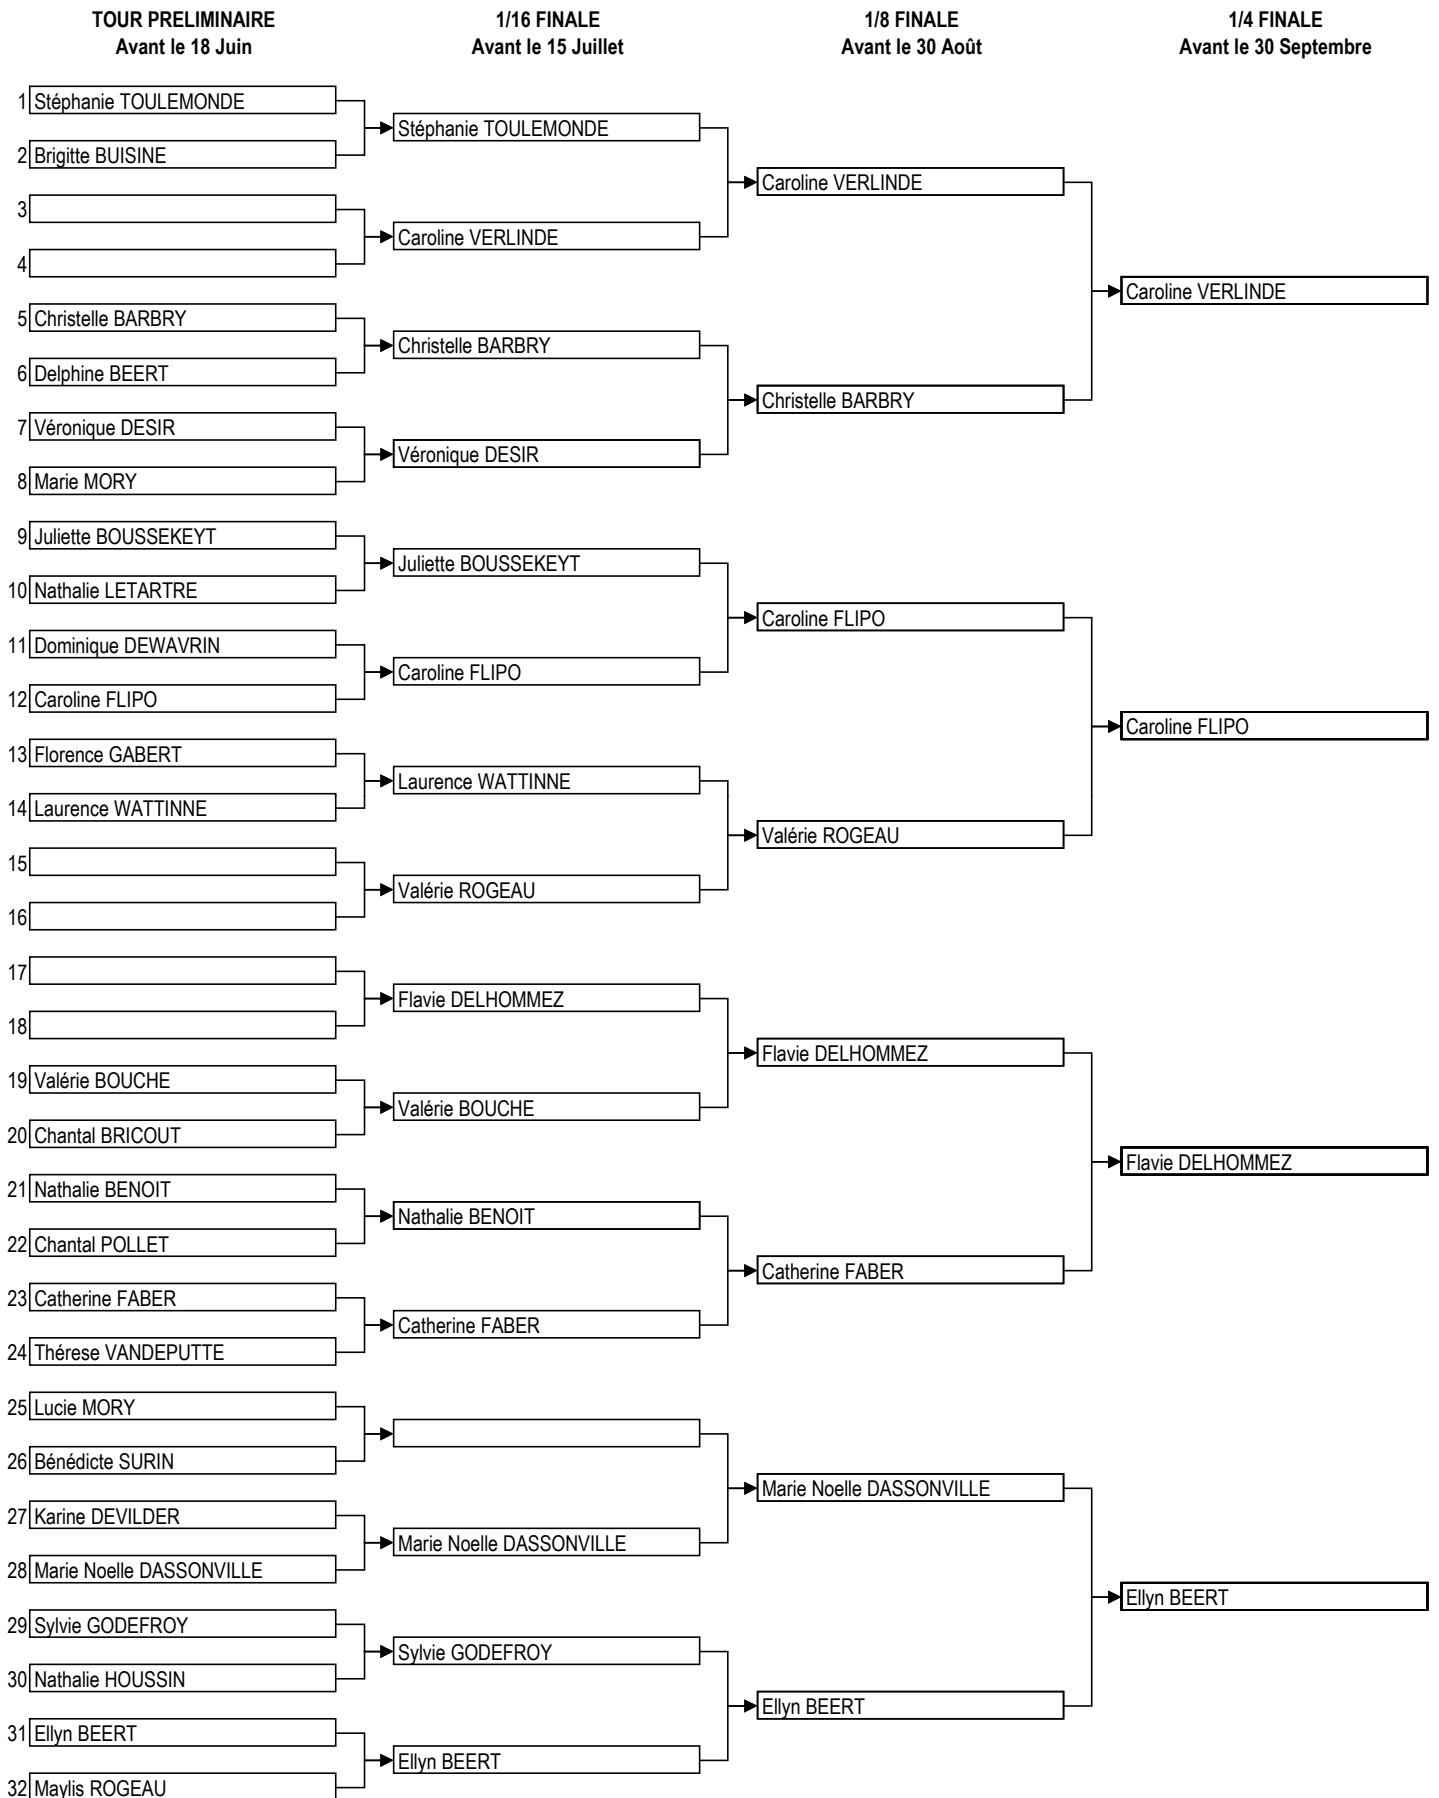 TOUR PRELIMINAIRE
Avant le 18 Juin
1/16 FINALE
Avant le 15 Juillet
1/8 FINALE
Avant le 30 Août
1/4 FINALE
Avant le 30 Septembre
1 Stéphanie TOULEMONDE
2 Brigitte BUISINE
3
4
5 Christelle BARBRY
6 Delphine BEERT
7 Véronique DESIR
8 Marie MORY
9 Juliette BOUSSEKEYT
10 Nathalie LETARTRE
11 Dominique DEWAVRIN
12 Caroline FLIPO
13 Florence GABERT
14 Laurence WATTINNE
15
16
17
18
19 Valérie BOUCHE
20 Chantal BRICOUT
21 Nathalie BENOIT
22 Chantal POLLET
23 Catherine FABER
24 Thérese VANDEPUTTE
25 Lucie MORY
26 Bénédicte SURIN
27 Karine DEVILDER
28 Marie Noelle DASSONVILLE
29 Sylvie GODEFROY
30 Nathalie HOUSSIN
31 Ellyn BEERT
32 Maylis ROGEAU
Stéphanie TOULEMONDE
Caroline VERLINDE
Christelle BARBRY
Véronique DESIR
Juliette BOUSSEKEYT
Caroline FLIPO
Laurence WATTINNE
Valérie ROGEAU
Flavie DELHOMMEZ
Valérie BOUCHE
Nathalie BENOIT
Catherine FABER
Marie Noelle DASSONVILLE
Sylvie GODEFROY
Ellyn BEERT
Caroline VERLINDE
Christelle BARBRY
Caroline FLIPO
Valérie ROGEAU
Flavie DELHOMMEZ
Catherine FABER
Marie Noelle DASSONVILLE
Ellyn BEERT
Caroline VERLINDE
Caroline FLIPO
Flavie DELHOMMEZ
Ellyn BEERT